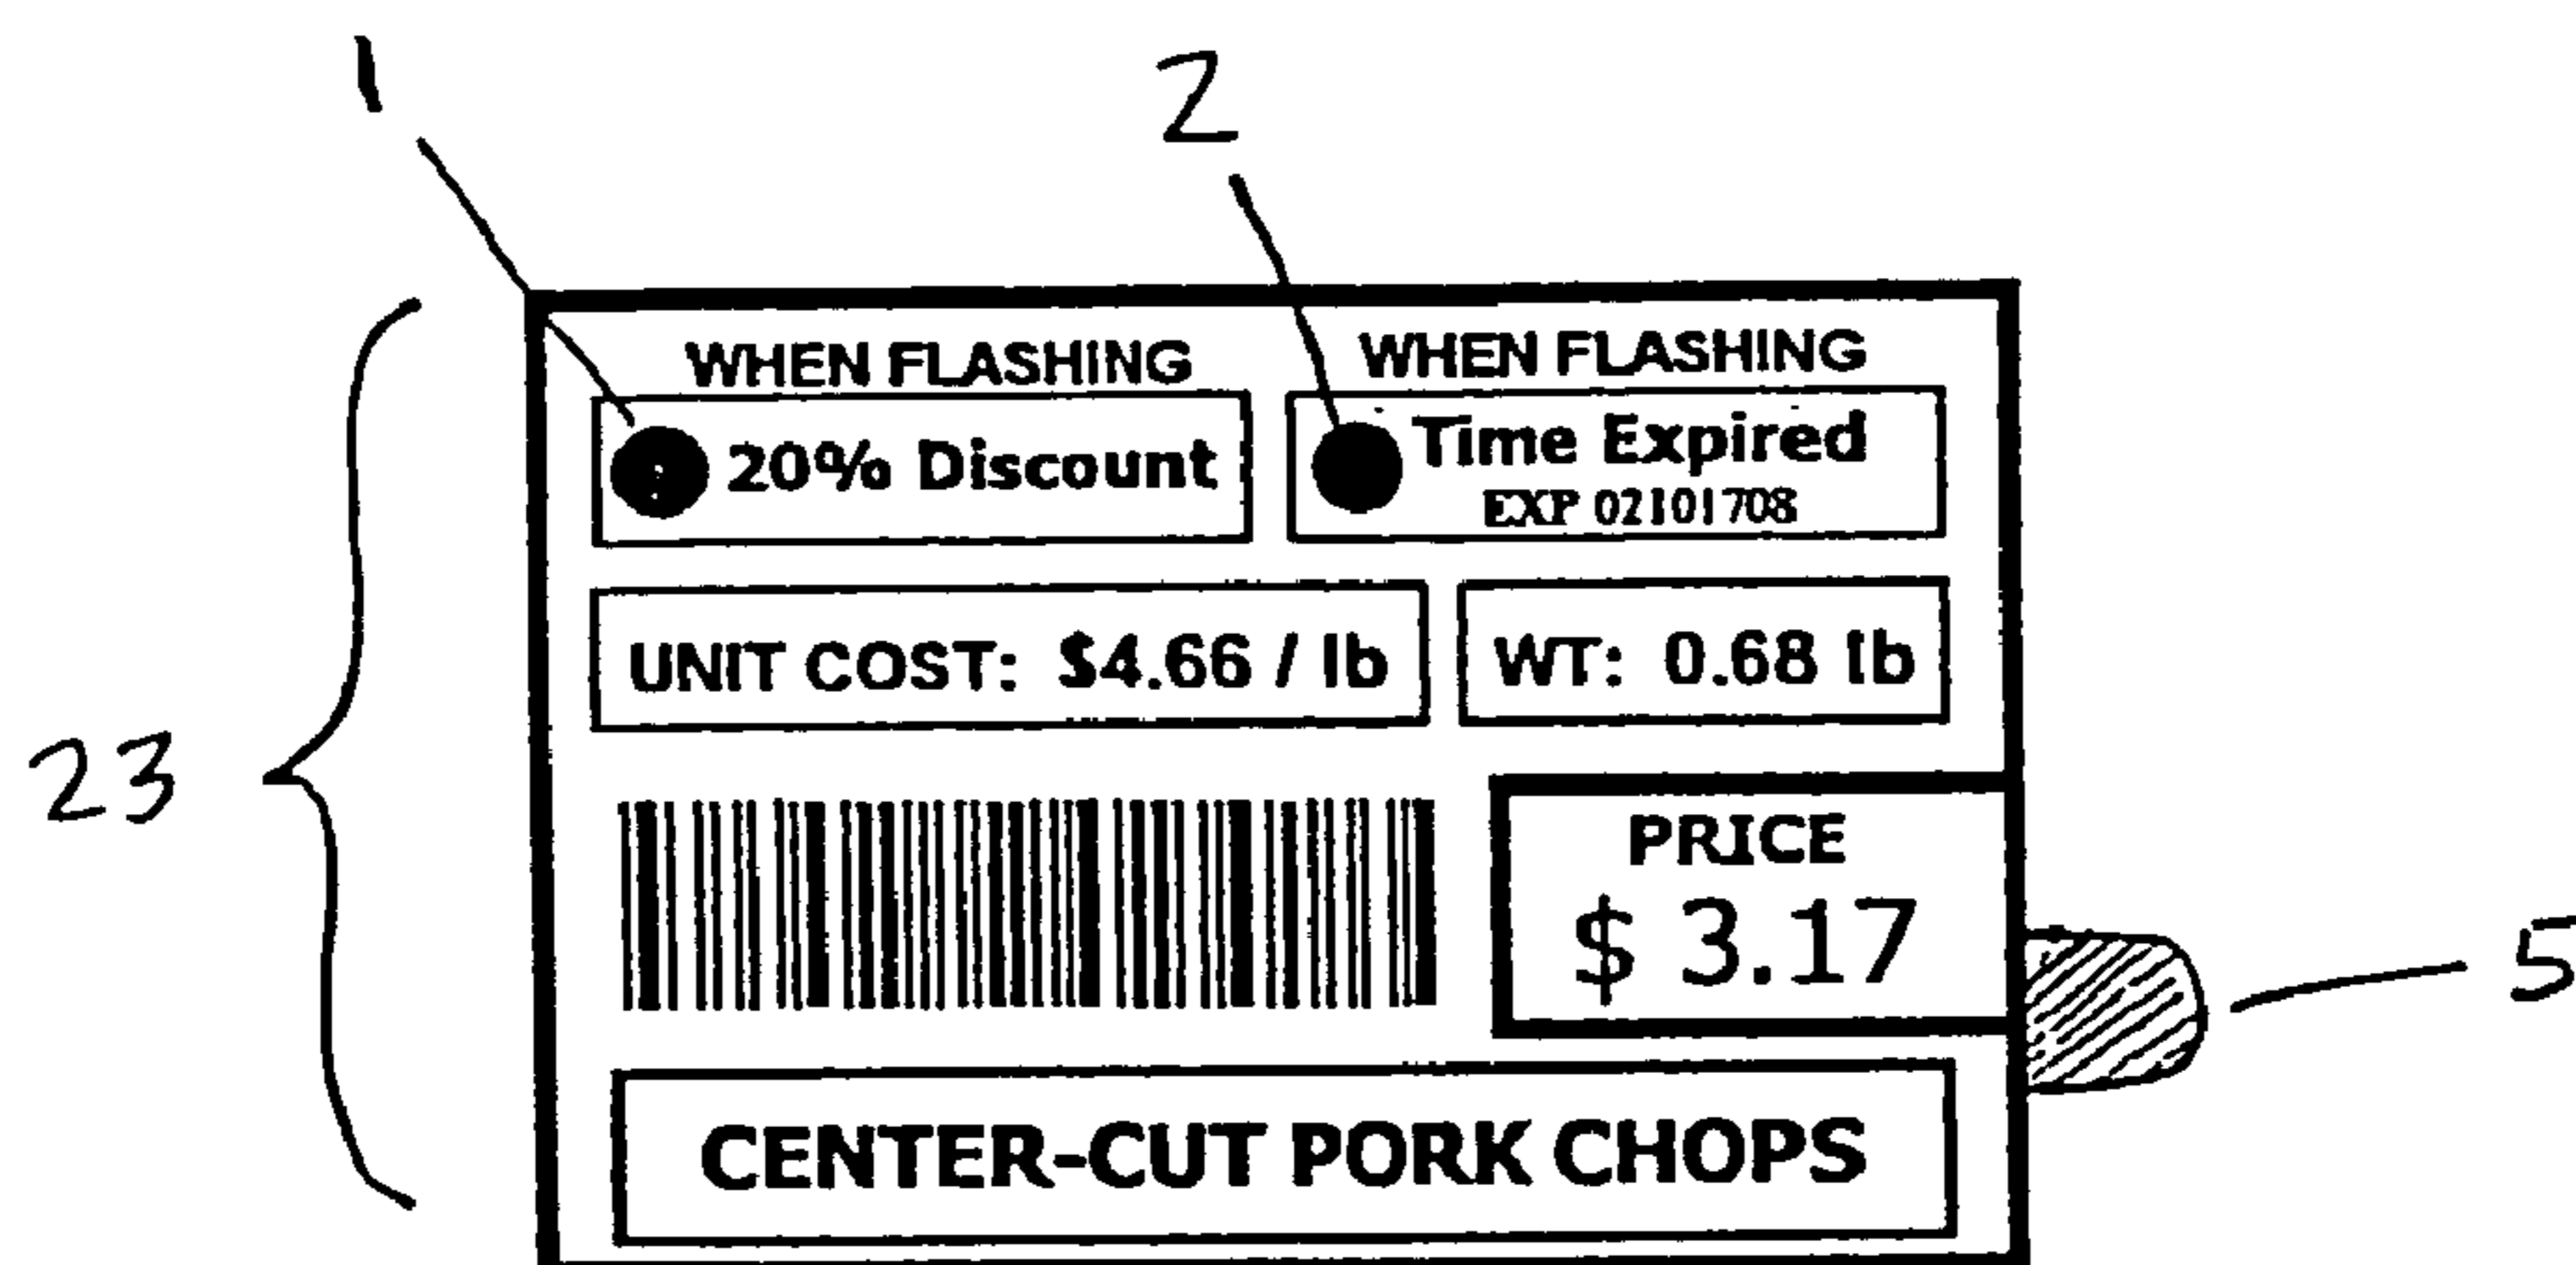 1
2
WHEN FLASHING
WHEN FLASHING
20% Discount
Time Expired
EXP 02101708
UNIT COST: $4.66 / lb
WT: 0.68 lb
23
PRICE
$ 3.17
5
CENTER-CUT PORK CHOPS